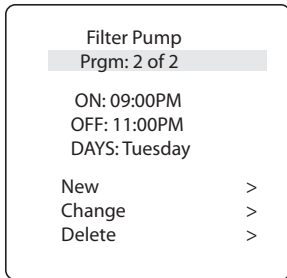 Filter Pump
Prgm: 2 of 2
ON: 09:00PM
OFF: 11:00PM
DAYS: Tuesday
New >
Change >
Delete >